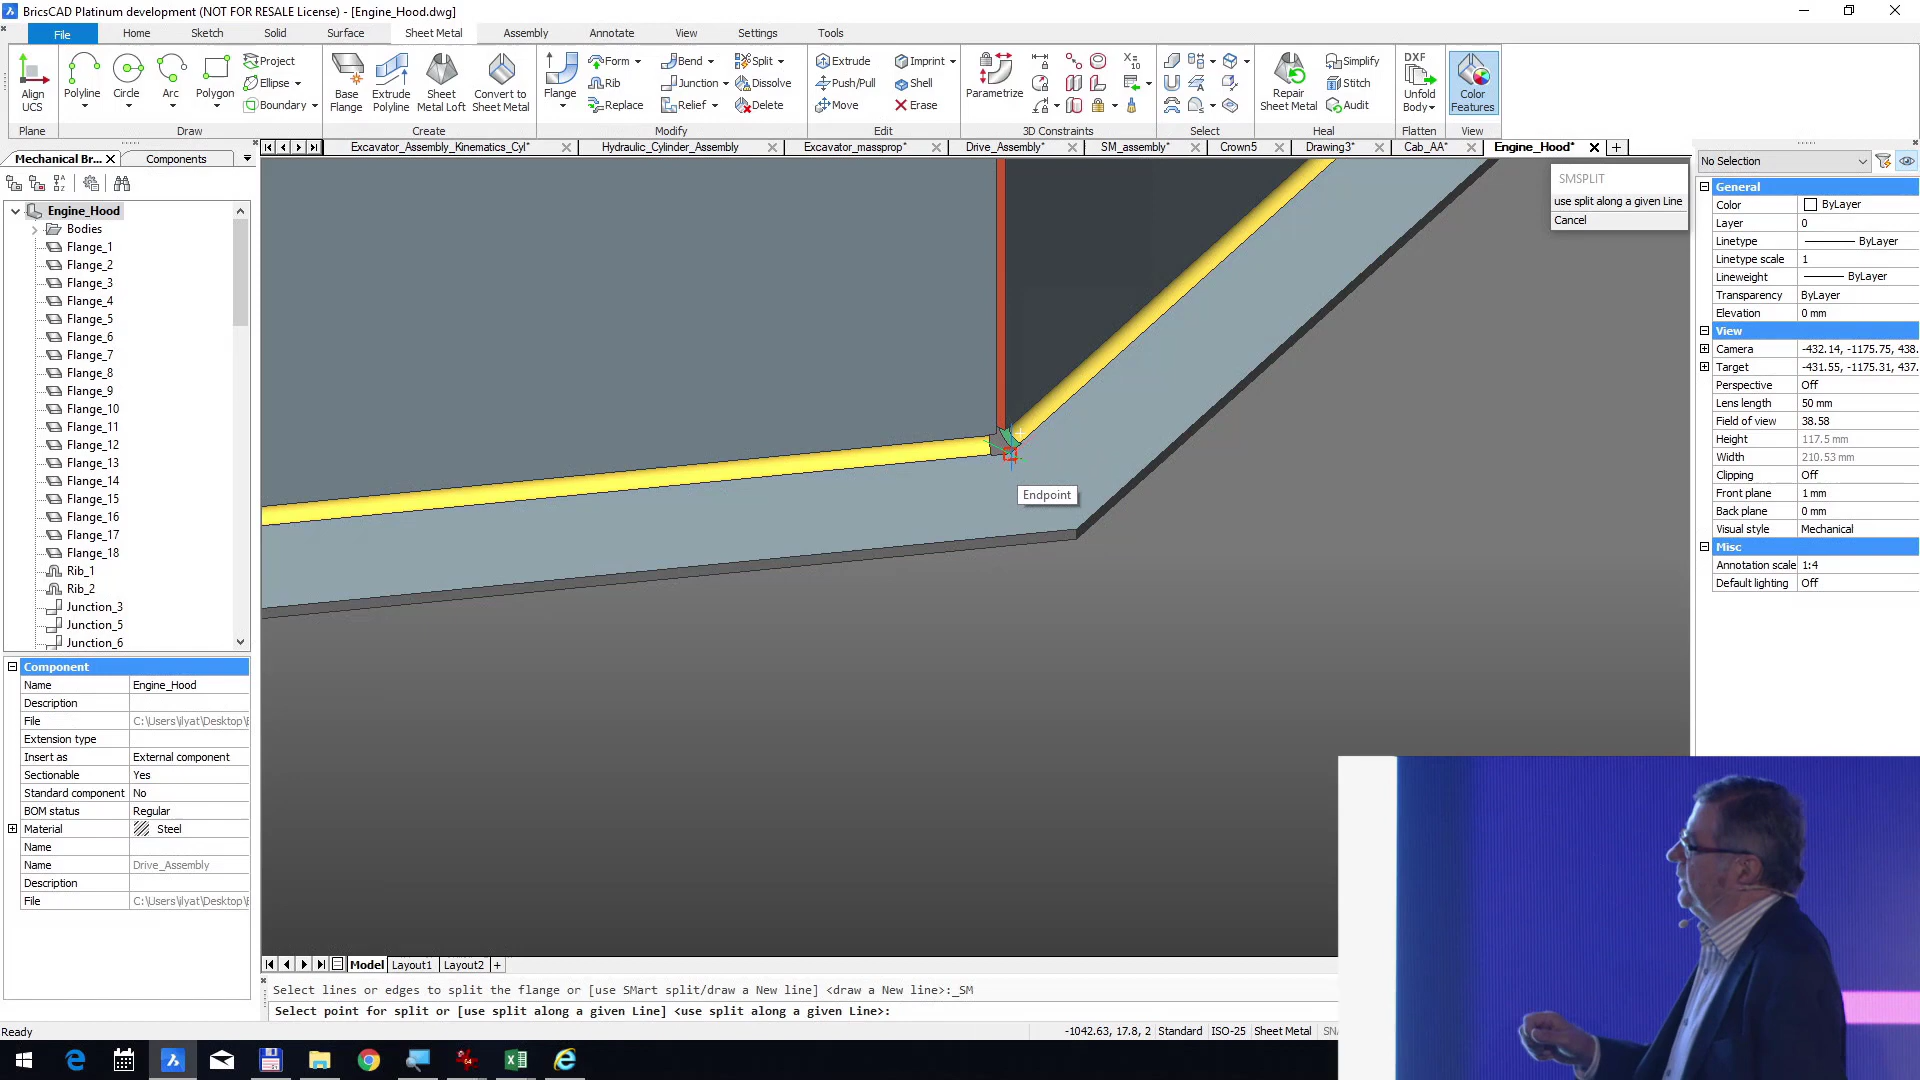 BricsCAD Platinum development (NOT FOR RESALE License) - [Engine_Hood.dwg]
File Home Sketch Solid Surface Sheet Metal Assembly Annotate View Settings Tools
Align UCS
Plane
Polyline Circle Arc Polygon
Project
Ellipse
Boundary
Draw
Base Flange
Extrude Polyline
Sheet Metal Loft
Convert to Sheet Metal
Create
Flange
Form
Rib
Replace
Bend
Junction
Relief
Split
Dissolve
Delete
Modify
Extrude
Push/Pull
Move
Imprint
Shell
Erase
Edit
Parametrize
3D Constraints
Select
Repair Sheet Metal
Simplify
Stitch
Audit
Heal
DXF
Unfold Body
Flatten
Color Features
View
Mechanical Br... Components
Excavator_Assembly_Kinematics_Cyl* Hydraulic_Cylinder_Assembly Excavator_massprop* Drive_Assembly* SM_assembly* Crown5 Drawing3* Cab_AA* Engine_Hood*
Engine_Hood
Bodies
Flange_1
Flange_2
Flange_3
Flange_4
Flange_5
Flange_6
Flange_7
Flange_8
Flange_9
Flange_10
Flange_11
Flange_12
Flange_13
Flange_14
Flange_15
Flange_16
Flange_17
Flange_18
Rib_1
Rib_2
Junction_3
Junction_5
Junction_6
Component
Name Engine_Hood
Description
File C:\Users\ilyat\Desktop\
Extension type
Insert as External component
Sectionable Yes
Standard component No
BOM status Regular
Material Steel
Name
Name Drive_Assembly
Description
File C:\Users\ilyat\Desktop\
Endpoint
SMSPLIT
use split along a given Line
Cancel
No Selection
General
Color ByLayer
Layer 0
Linetype ByLayer
Linetype scale 1
Lineweight ByLayer
Transparency ByLayer
Elevation 0 mm
View
Camera -432.14, -1175.75, 438.
Target -431.55, -1175.31, 437.
Perspective Off
Lens length 50 mm
Field of view 38.58
Height 117.5 mm
Width 210.53 mm
Clipping Off
Front plane 1 mm
Back plane 0 mm
Visual style Mechanical
Misc
Annotation scale 1:4
Default lighting Off
Model Layout1 Layout2
Select lines or edges to split the flange or [use SMart split/draw a New line] <draw a New line>:_SM
Select point for split or [use split along a given Line] <use split along a given Line>:
Ready
-1042.63, 17.8, 2 Standard ISO-25 Sheet Metal